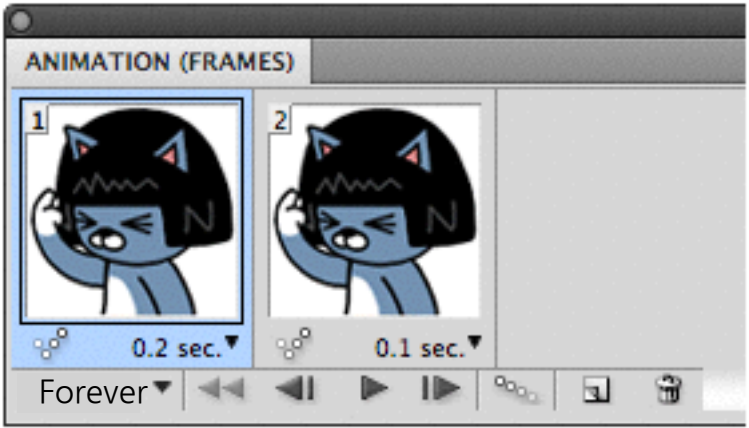 ANIMATION (FRAMES)
1 2
0.2 sec. 0.1 sec.
Forever